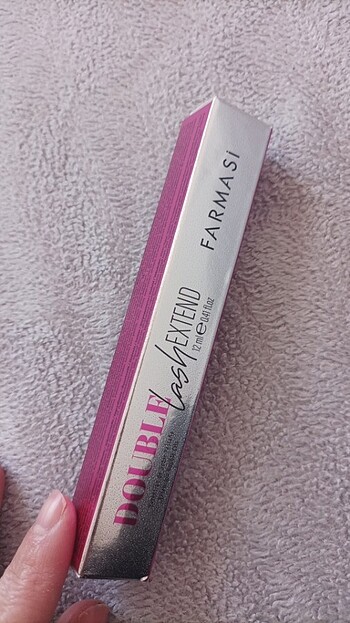 FARMASi
DOUBLE
lash EXTEND
12 ml e 0.41 fl.oz